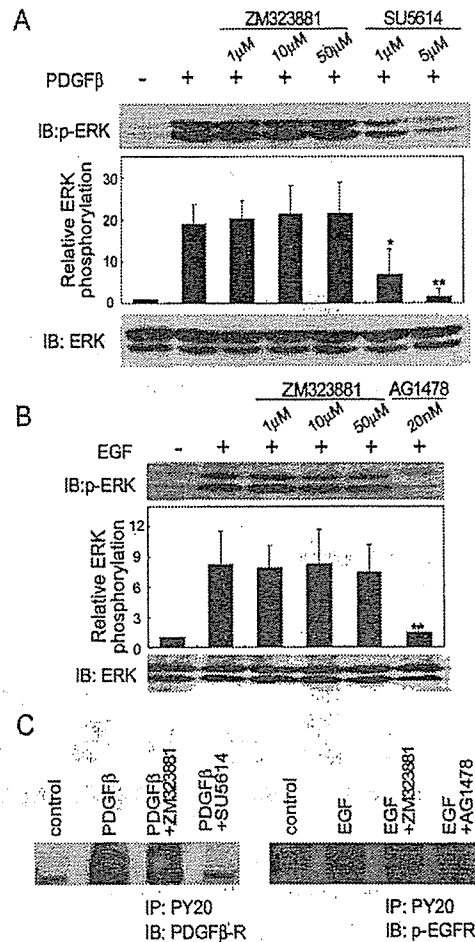 A
ZM323881 SU5614
1μM 10μM 50μM 1μM 5μM
PDGFβ - + + + + + +
IB:p-ERK
Relative ERK
phosphorylation
30
20
10
0
*
**
IB: ERK
B
ZM323881 AG1478
1μM 10μM 50μM 20nM
EGF - + + + + +
IB:p-ERK
Relative ERK
phosphorylation
12
9
6
3
0
**
IB: ERK
C
control
PDGFβ
PDGFβ
+ZM323881
PDGFβ
+SU5614
control
EGF
EGF
+ZM323881
EGF
+AG1478
IP: PY20
IB: PDGFβ-R
IP: PY20
IB: p-EGFR